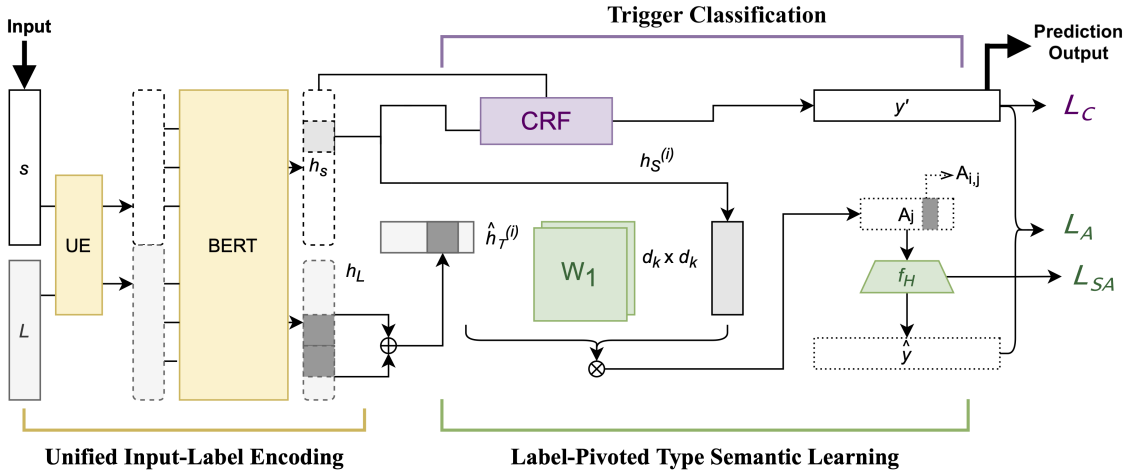 Trigger Classification
Input
Prediction
Output
CRF
y'
L_C
s
h_s
h_S^(i)
A_i,j
UE
BERT
A_j
ĥ_T^(i)
d_k x d_k
L_A
W_1
h_L
f_H
L_SA
L
ŷ
Unified Input-Label Encoding
Label-Pivoted Type Semantic Learning